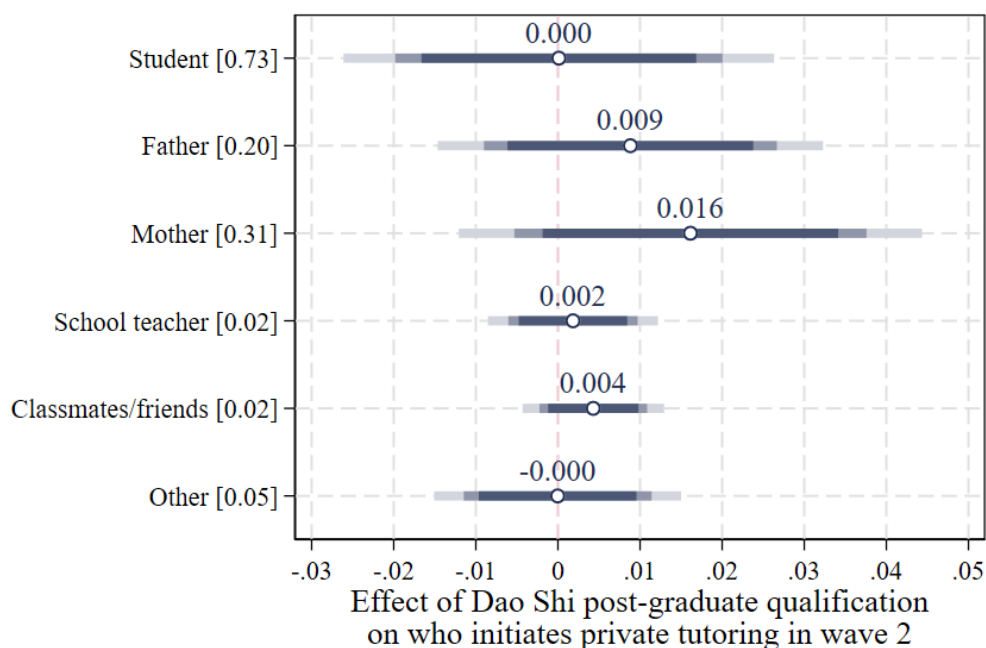 0.000
Student [0.73]
0.009
Father [0.20]
0.016
Mother [0.31]
0.002
School teacher [0.02]
0.004
Classmates/friends [0.02]
-0.000
Other [0.05]
-.03 -.02 -.01 0 .01 .02 .03 .04 .05
Effect of Dao Shi post-graduate qualification
on who initiates private tutoring in wave 2